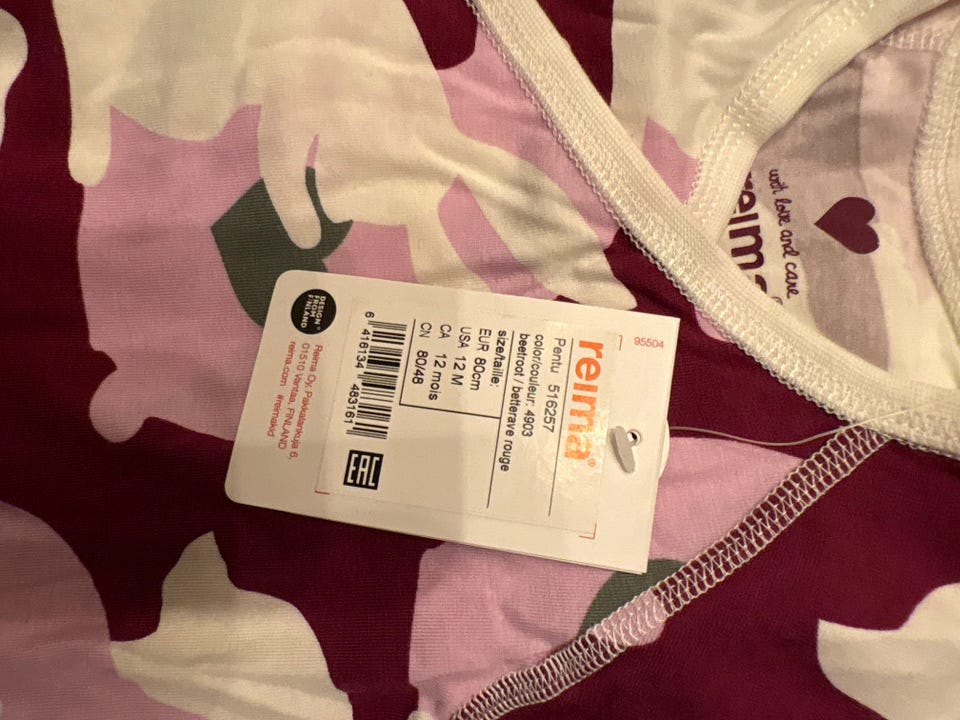 95504
reima®
Pentu 516257
color/couleur: 4903
beetroot / betterave rouge
size/taille:
EUR 80cm
USA 12 M
CA 12 mois
CN 80/48
6 416134 483161
EAC
DESIGN
FROM
FINLAND
Reima Oy, Pakkalankuja 6,
01510 Vantaa, FINLAND
reima.com #reimakid
with love and care
reima®